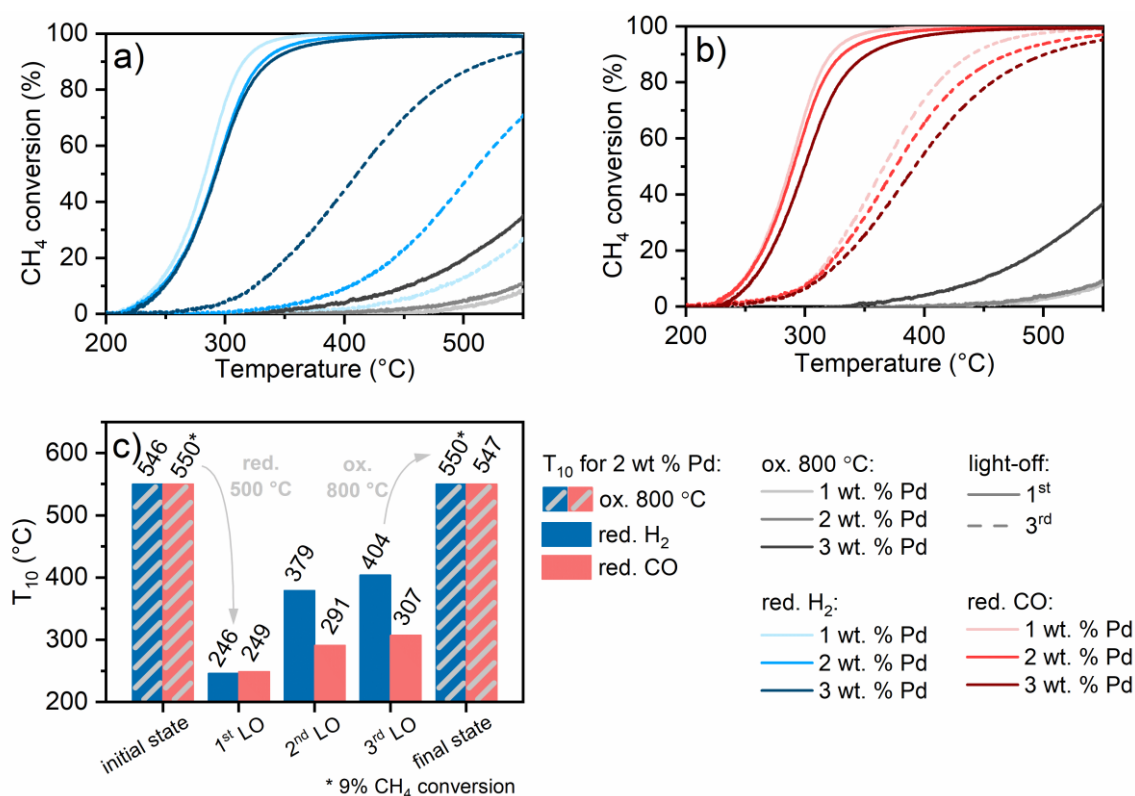 a)
CH4 conversion (%)
100
80
60
40
20
0
200 300 400 500
Temperature (°C)
b)
CH4 conversion (%)
100
80
60
40
20
0
200 300 400 500
Temperature (°C)
c)
T10 (°C)
600
500
400
300
200
546 550* 246 249 379 291 404 307 550* 547
red.
500 °C
ox.
800 °C
initial state 1st LO 2nd LO 3rd LO final state
* 9% CH4 conversion
T10 for 2 wt % Pd:
ox. 800 °C
red. H2
red. CO
ox. 800 °C:
1 wt. % Pd
2 wt. % Pd
3 wt. % Pd
light-off:
1st
3rd
red. H2:
1 wt. % Pd
2 wt. % Pd
3 wt. % Pd
red. CO:
1 wt. % Pd
2 wt. % Pd
3 wt. % Pd